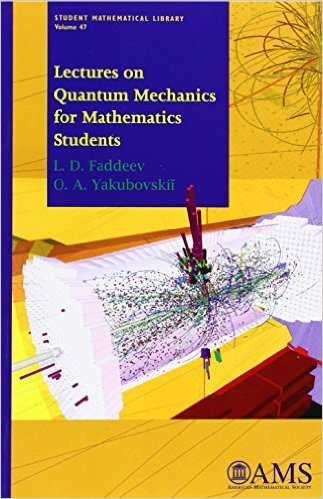 STUDENT MATHEMATICAL LIBRARY
Volume 47
Lectures on
Quantum Mechanics
for Mathematics
Students
L. D. Faddeev
O. A. Yakubovskiĭ
AMS
AMERICAN MATHEMATICAL SOCIETY